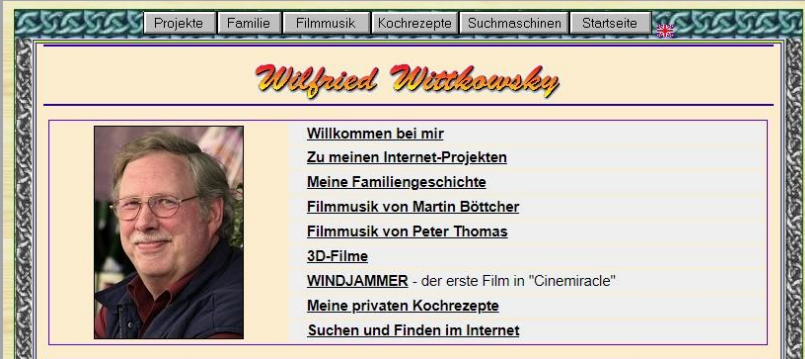 Projekte Familie Filmmusik Kochrezepte Suchmaschinen Startseite
Wilfried Wittkowsky
Willkommen bei mir
Zu meinen Internet-Projekten
Meine Familiengeschichte
Filmmusik von Martin Böttcher
Filmmusik von Peter Thomas
3D-Filme
WINDJAMMER - der erste Film in "Cinemiracle"
Meine privaten Kochrezepte
Suchen und Finden im Internet